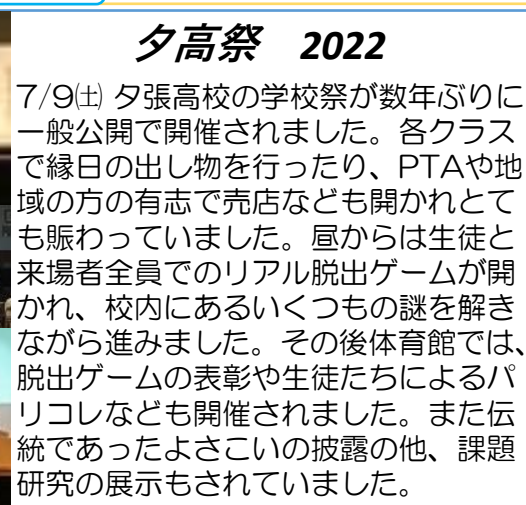 夕高祭　2022
7/9㈯ 夕張高校の学校祭が数年ぶりに
一般公開で開催されました。各クラス
で縁日の出し物を行ったり、PTAや地
域の方の有志で売店なども開かれとて
も賑わっていました。昼からは生徒と
来場者全員でのリアル脱出ゲームが開
かれ、校内にあるいくつもの謎を解き
ながら進みました。その後体育館では、
脱出ゲームの表彰や生徒たちによるパ
リコレなども開催されました。また伝
統であったよさこいの披露の他、課題
研究の展示もされていました。